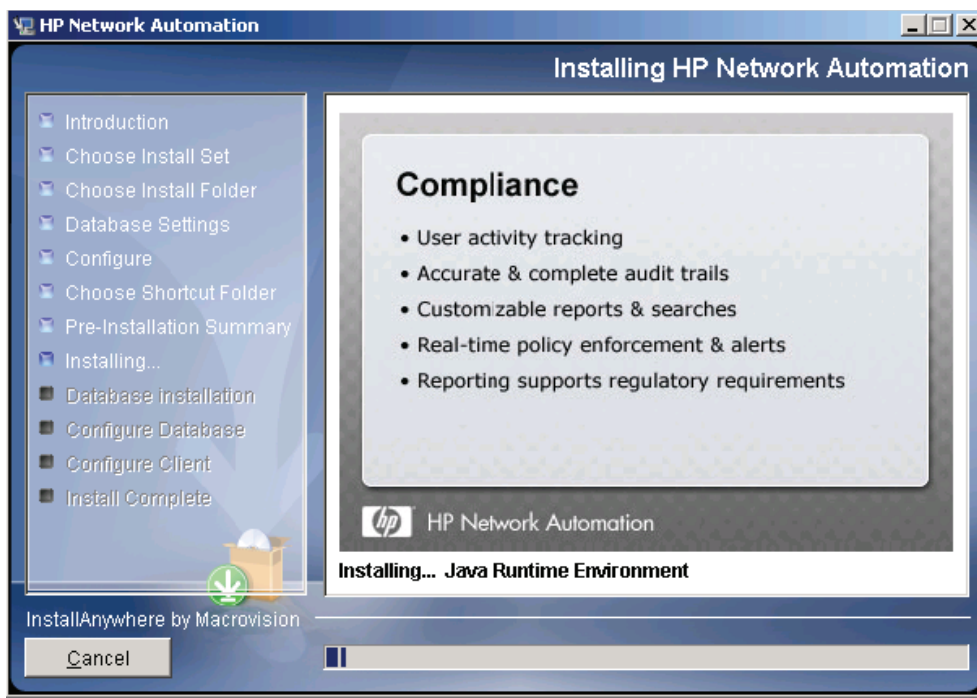 HP Network Automation
Installing HP Network Automation
Introduction
Choose Install Set
Choose Install Folder
Database Settings
Configure
Choose Shortcut Folder
Pre-Installation Summary
Installing...
Database installation
Configure Database
Configure Client
Install Complete
Compliance
• User activity tracking
• Accurate & complete audit trails
• Customizable reports & searches
• Real-time policy enforcement & alerts
• Reporting supports regulatory requirements
hp HP Network Automation
Installing... Java Runtime Environment
InstallAnywhere by Macrovision
Cancel